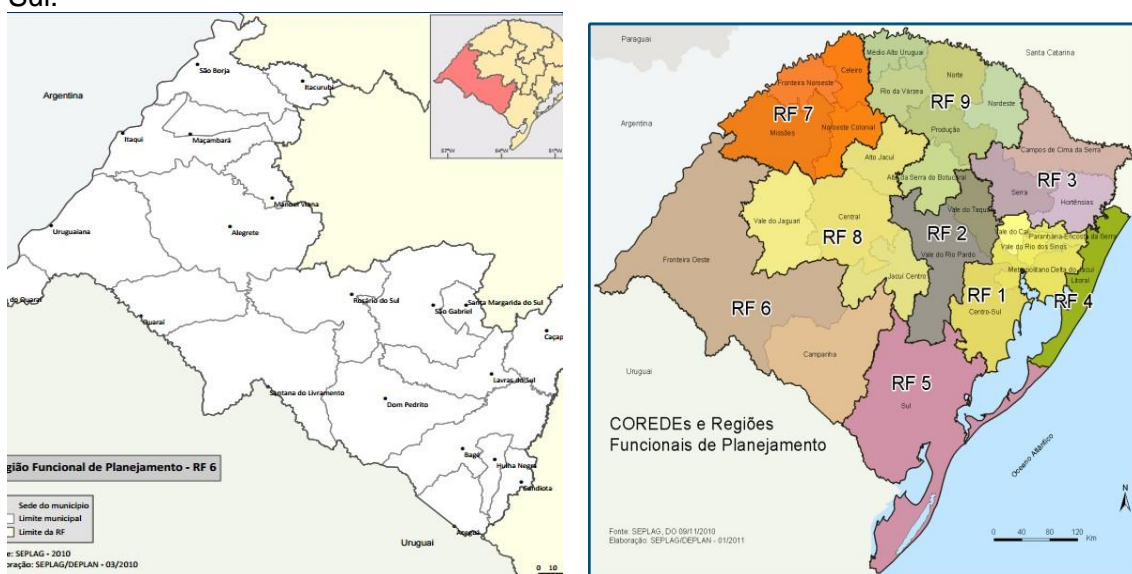 Sul.
São Borja
Itacurubi
Argentina
Itaqui
Maçambará
Manoel Viana
Uruguaiana
Alegrete
do Quaraí
Quaraí
Rosário do Sul
São Gabriel
Santa Margarida do Sul
Caçap
Lavras do Sul
Santana do Livramento
Dom Pedrito
Bagé
Hulha Negra
Candiota
Aceguá
Uruguai
57°W
54°W
51°W
gião Funcional de Planejamento - RF 6
Sede do município
Limite municipal
Limite da RF
e: SEPLAG - 2010
boração: SEPLAG/DEPLAN - 03/2010
0 10
Paraguai
Santa Catarina
Argentina
Médio Alto Uruguai
Celeiro
Norte
Fronteira Noroeste
Rio da Várzea
Nordeste
RF 7
RF 9
Missões
Noroeste Colonial
Produção
Alto Jacuí
Campos de Cima da Serra
Alto da Serra do Botucaraí
RF 3
Serra
Hortênsias
Vale do Jaguari
Central
Vale do Taquari
RF 8
RF 2
Vale do Caí
Paranhana-Encosta da Serra
Vale do Rio dos Sinos
Fronteira Oeste
Vale do Rio Pardo
Metropolitano Delta do Jacuí
Jacuí Centro
Litoral
RF 6
RF 1
RF 4
Centro-Sul
Campanha
Uruguai
RF 5
Sul
COREDEs e Regiões
Funcionais de Planejamento
Oceano Atlântico
N
Fonte: SEPLAG, DO 09/11/2010
Elaboração: SEPLAG/DEPLAN - 01/2011
0 40 80 120
Km